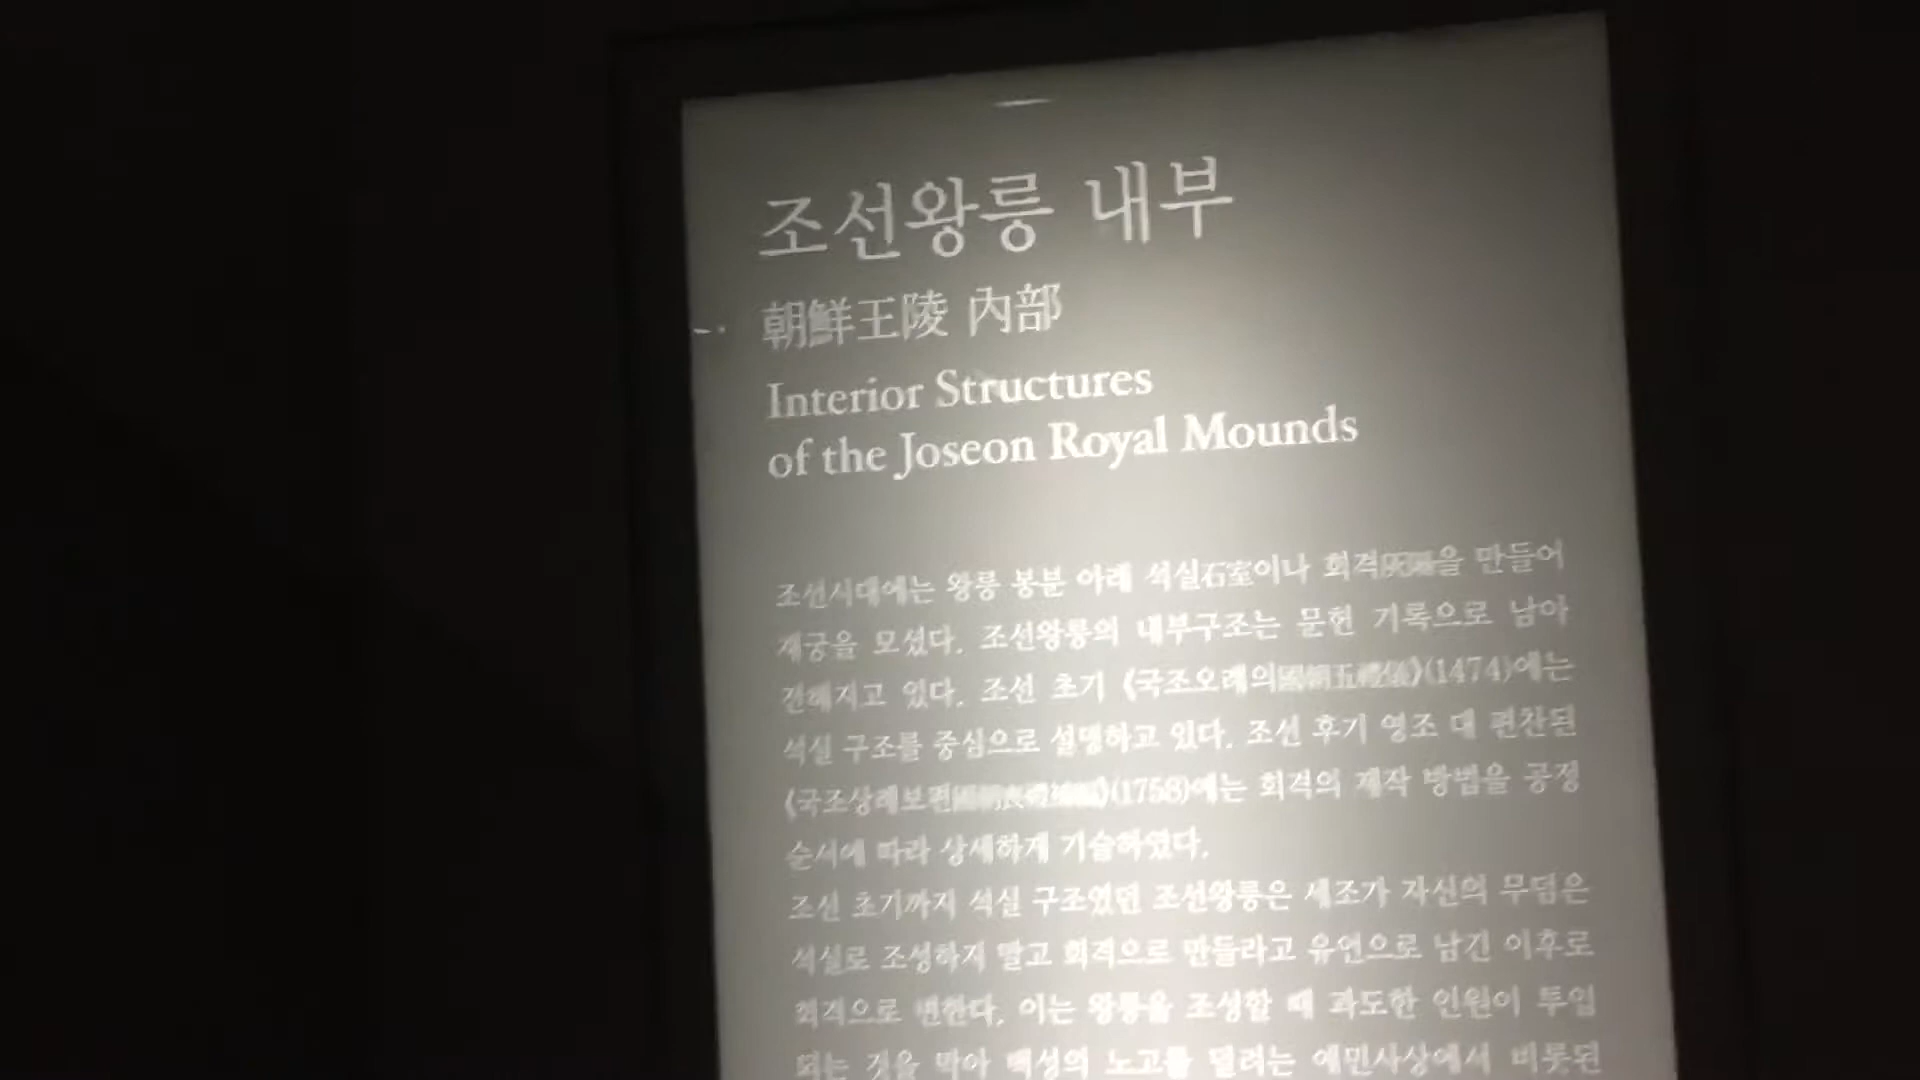 조선왕릉 내부
朝鮮王陵 內部
Interior Structures
of the Joseon Royal Mounds
조선시대에는 왕릉 봉분 아래 석실石室이나 회격灰隔을 만들어
재궁을 모셨다. 조선왕릉의 내부구조는 문헌 기록으로 남아
전해지고 있다. 조선 초기 《국조오례의國朝五禮儀》(1474)에는
석실 구조를 중심으로 설명하고 있다. 조선 후기 영조 대 편찬된
《국조상례보편國朝喪禮補編》(1758)에는 회격의 제작 방법을 공정
순서에 따라 상세하게 기술하였다.
조선 초기까지 석실 구조였던 조선왕릉은 세조가 자신의 무덤은
석실로 조성하지 말고 회격으로 만들라고 유언으로 남긴 이후로
회격으로 변한다. 이는 왕릉을 조성할 때 과도한 인원이 투입
되는 것을 막아 백성의 노고를 덜려는 애민사상에서 비롯된